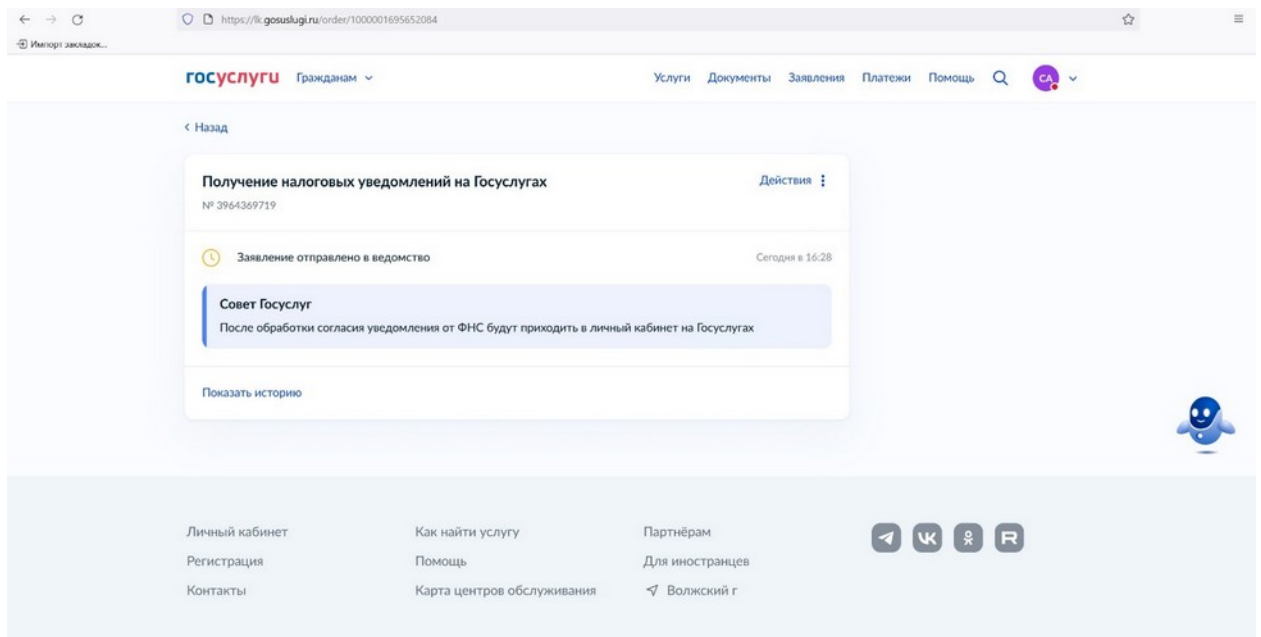 https://lk.gosuslugi.ru/order/1000001695652084
Импорт закладок...
госуслуги Гражданам Услуги Документы Заявления Платежи Помощь СА
Назад
Получение налоговых уведомлений на Госуслугах Действия
№ 3964369719
Заявление отправлено в ведомство Сегодня в 16:28
Совет Госуслуг
После обработки согласия уведомления от ФНС будут приходить в личный кабинет на Госуслугах
Показать историю
Личный кабинет Как найти услугу Партнёрам
Регистрация Помощь Для иностранцев
Контакты Карта центров обслуживания Волжский г